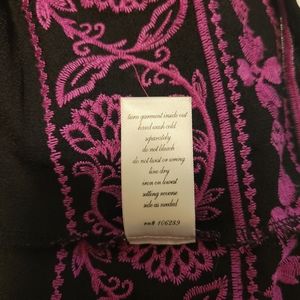 turn garment inside out
hand wash cold
separately
do not bleach
do not twist or wring
line dry
iron on lowest
setting reverse
side as needed
rn# 106289